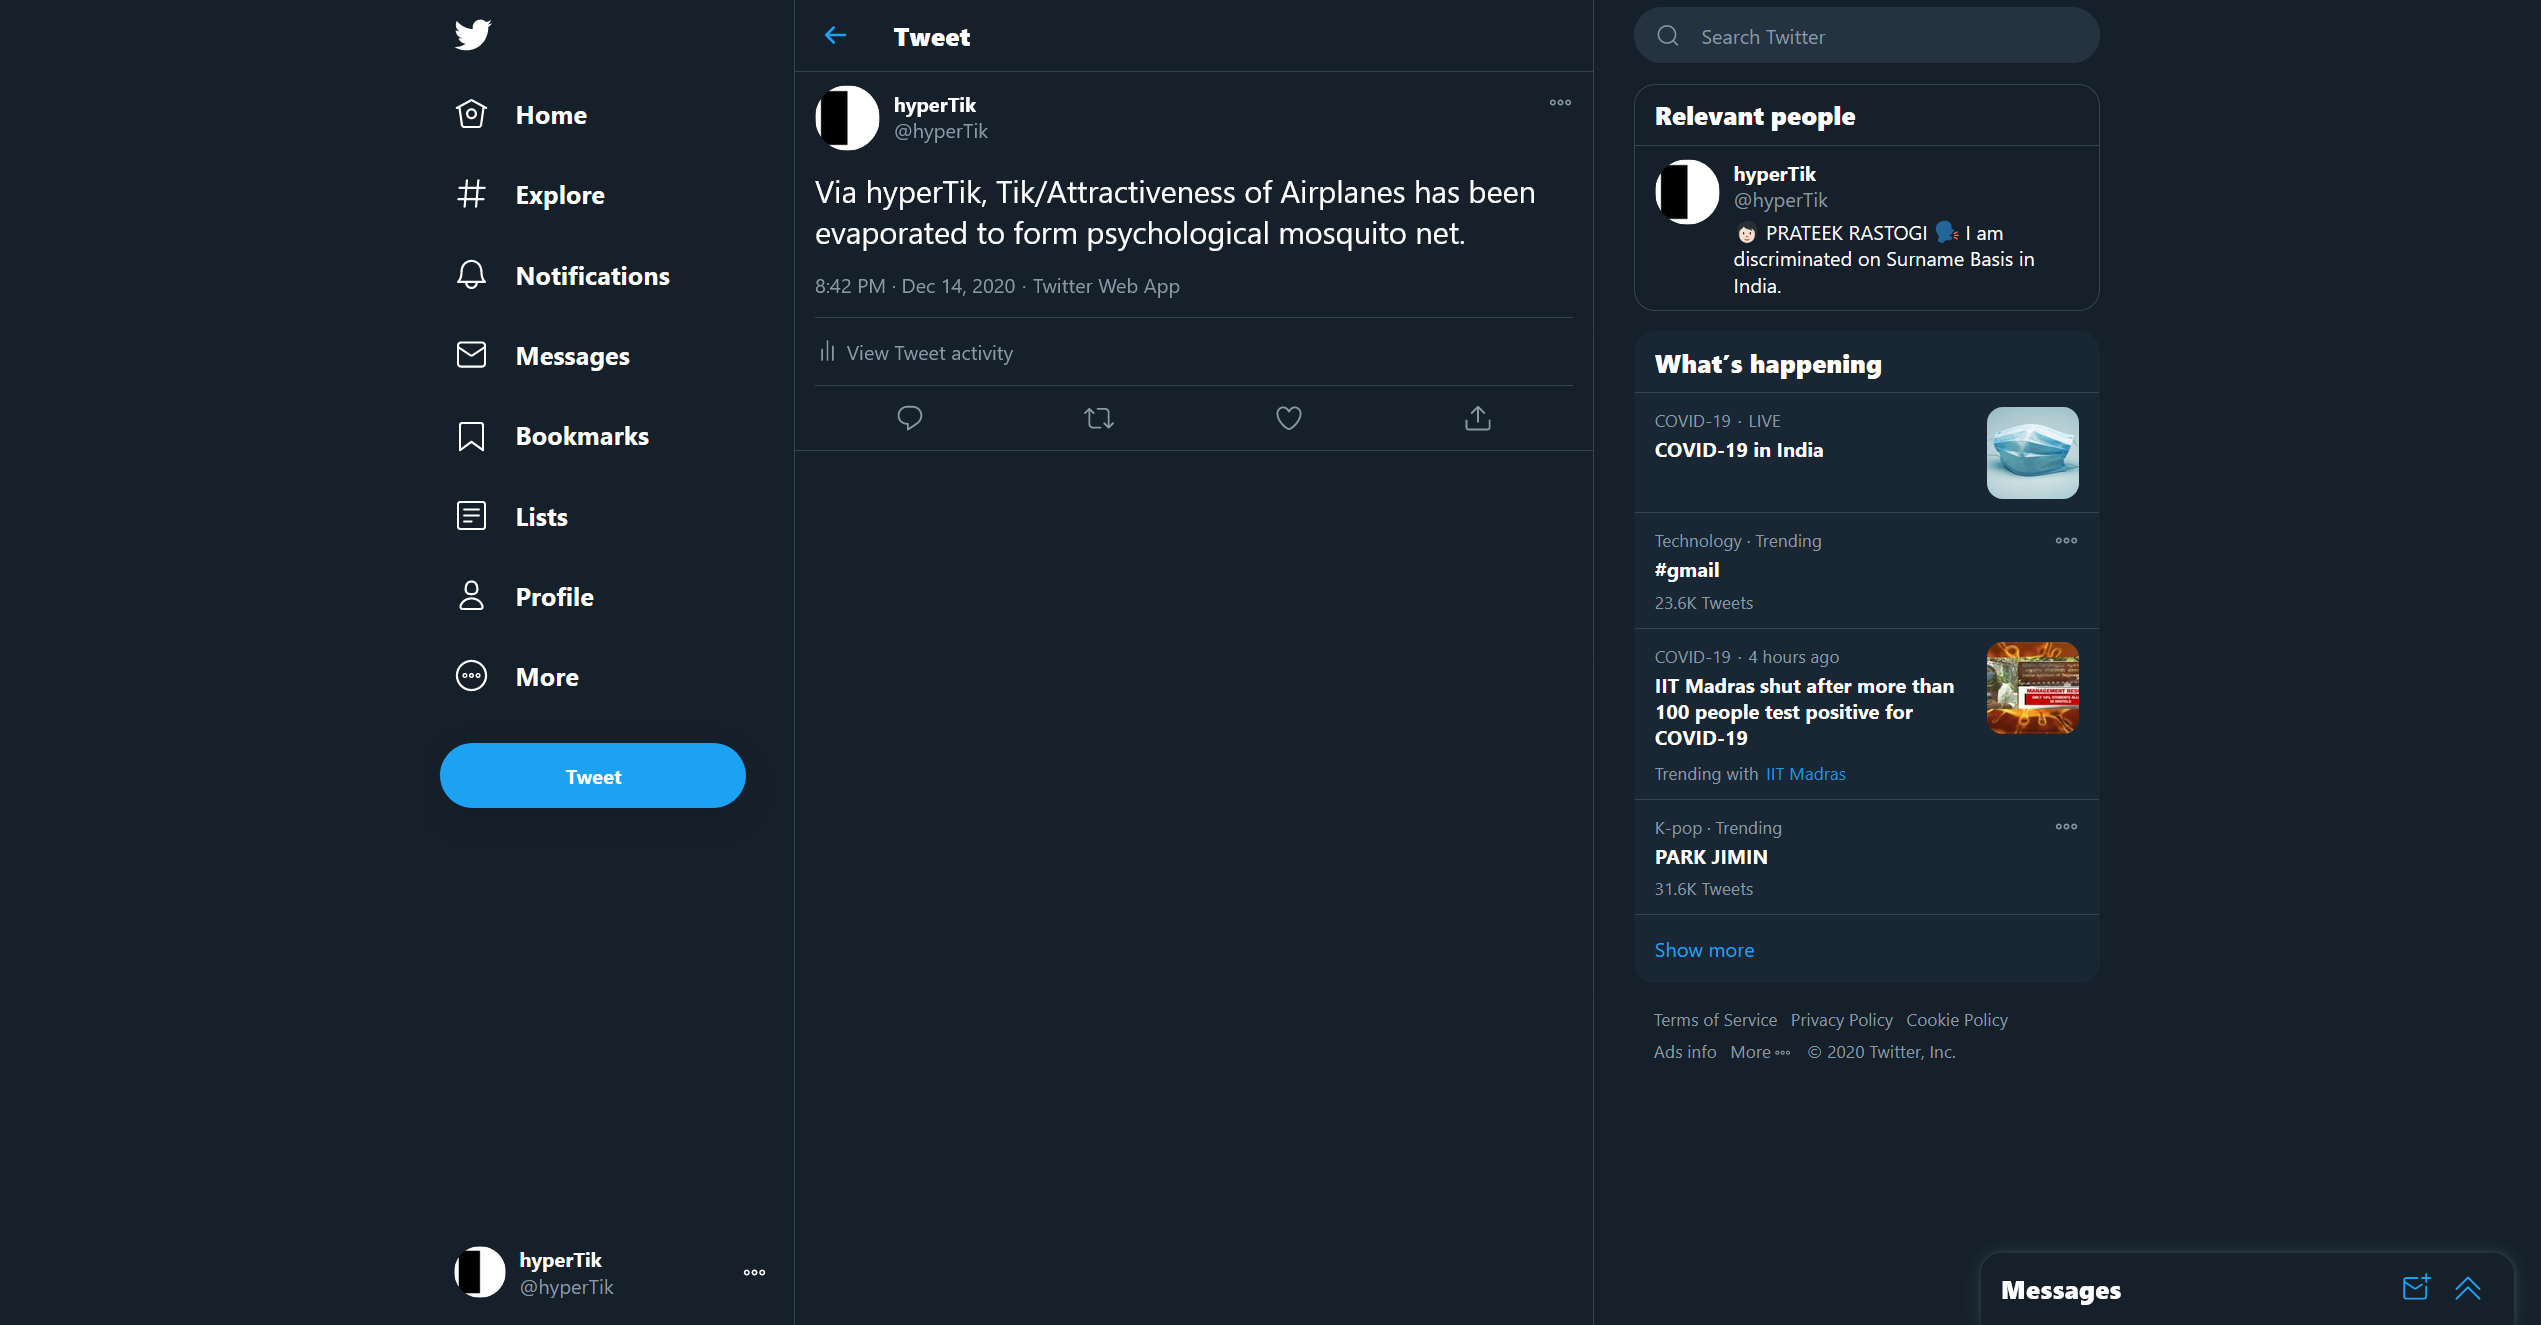 Home
Explore
Notifications
Messages
Bookmarks
Lists
Profile
More
Tweet
hyperTik
@hyperTik
Tweet
hyperTik
@hyperTik
Via hyperTik, Tik/Attractiveness of Airplanes has been
evaporated to form psychological mosquito net.
8:42 PM · Dec 14, 2020 · Twitter Web App
View Tweet activity
Search Twitter
Relevant people
hyperTik
@hyperTik
PRATEEK RASTOGI I am
discriminated on Surname Basis in
India.
What's happening
COVID-19 · LIVE
COVID-19 in India
Technology · Trending
#gmail
23.6K Tweets
COVID-19 · 4 hours ago
IIT Madras shut after more than
100 people test positive for
COVID-19
Trending with IIT Madras
K-pop · Trending
PARK JIMIN
31.6K Tweets
Show more
Terms of Service Privacy Policy Cookie Policy
Ads info More © 2020 Twitter, Inc.
Messages